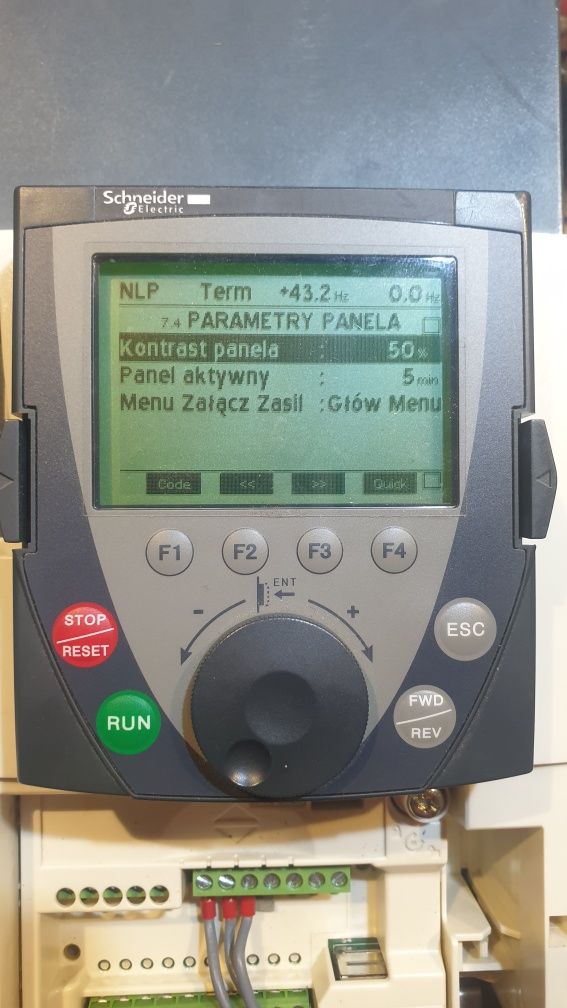 Schneider
Electric
NLP Term +43.2 Hz 0.0 Hz
7.4 PARAMETRY PANELA
Kontrast panela : 50 %
Panel aktywny : 5 min
Menu Załącz Zasil :Głów Menu
Code << >> Quick
F1 F2 F3 F4
ENT
- +
STOP
RESET
ESC
RUN
FWD
REV